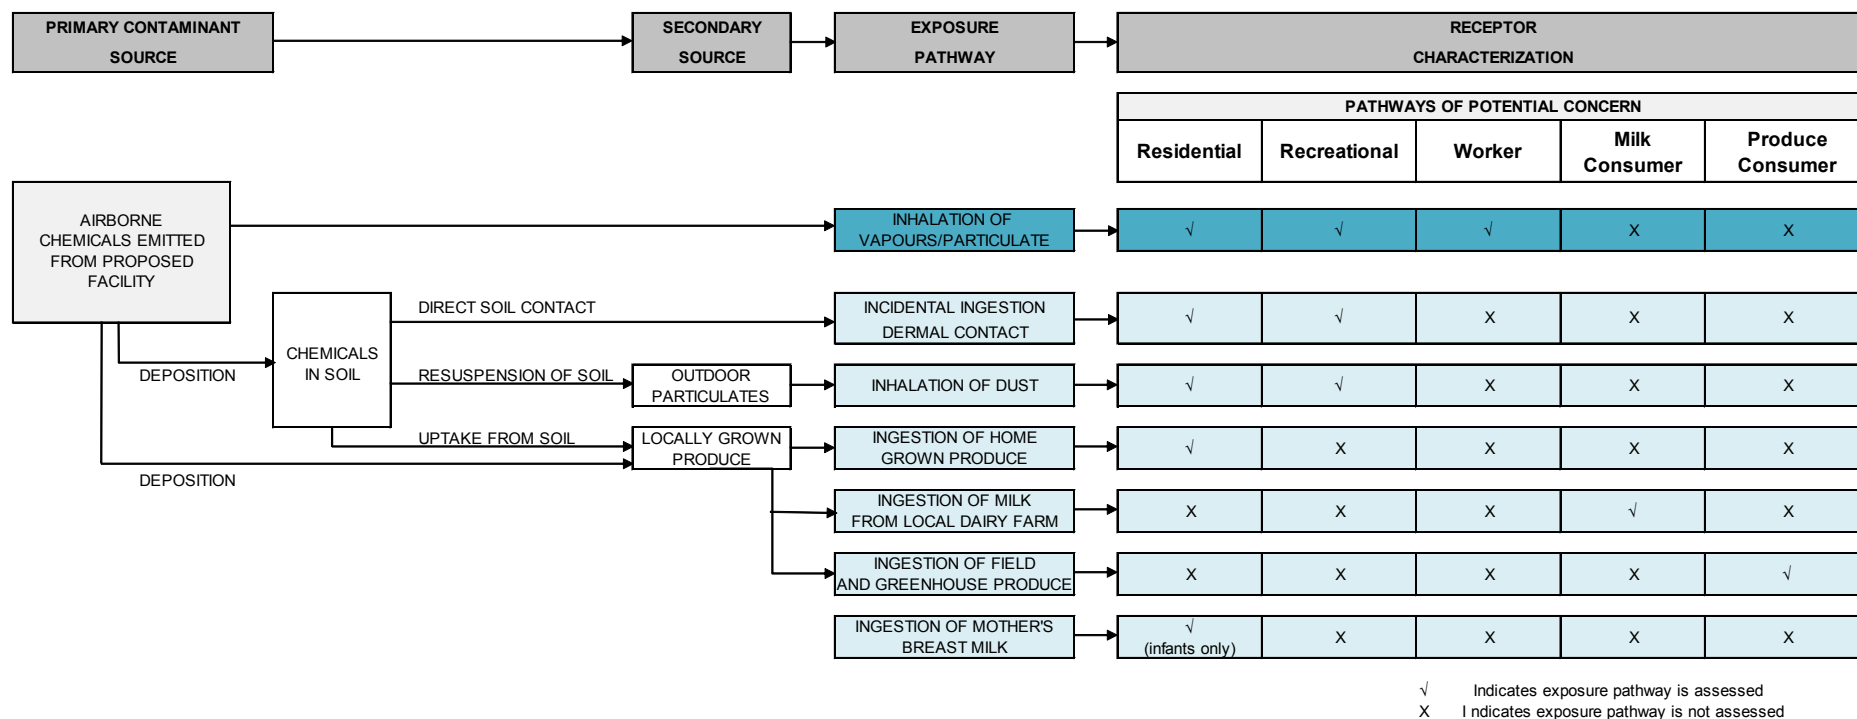 PRIMARY CONTAMINANT
SOURCE
SECONDARY
SOURCE
EXPOSURE
PATHWAY
RECEPTOR
CHARACTERIZATION
PATHWAYS OF POTENTIAL CONCERN
Residential
Recreational
Worker
Milk
Consumer
Produce
Consumer
AIRBORNE
CHEMICALS EMITTED
FROM PROPOSED
FACILITY
INHALATION OF
VAPOURS/PARTICULATE
√ √ √ X X
DEPOSITION
CHEMICALS
IN SOIL
DIRECT SOIL CONTACT
INCIDENTAL INGESTION
DERMAL CONTACT
√ √ X X X
RESUSPENSION OF SOIL
OUTDOOR
PARTICULATES
INHALATION OF DUST
√ √ X X X
UPTAKE FROM SOIL
DEPOSITION
LOCALLY GROWN
PRODUCE
INGESTION OF HOME
GROWN PRODUCE
√ X X X X
INGESTION OF MILK
FROM LOCAL DAIRY FARM
X X X √ X
INGESTION OF FIELD
AND GREENHOUSE PRODUCE
X X X X √
INGESTION OF MOTHER'S
BREAST MILK
√ X X X X
(infants only)
√ Indicates exposure pathway is assessed
X I ndicates exposure pathway is not assessed